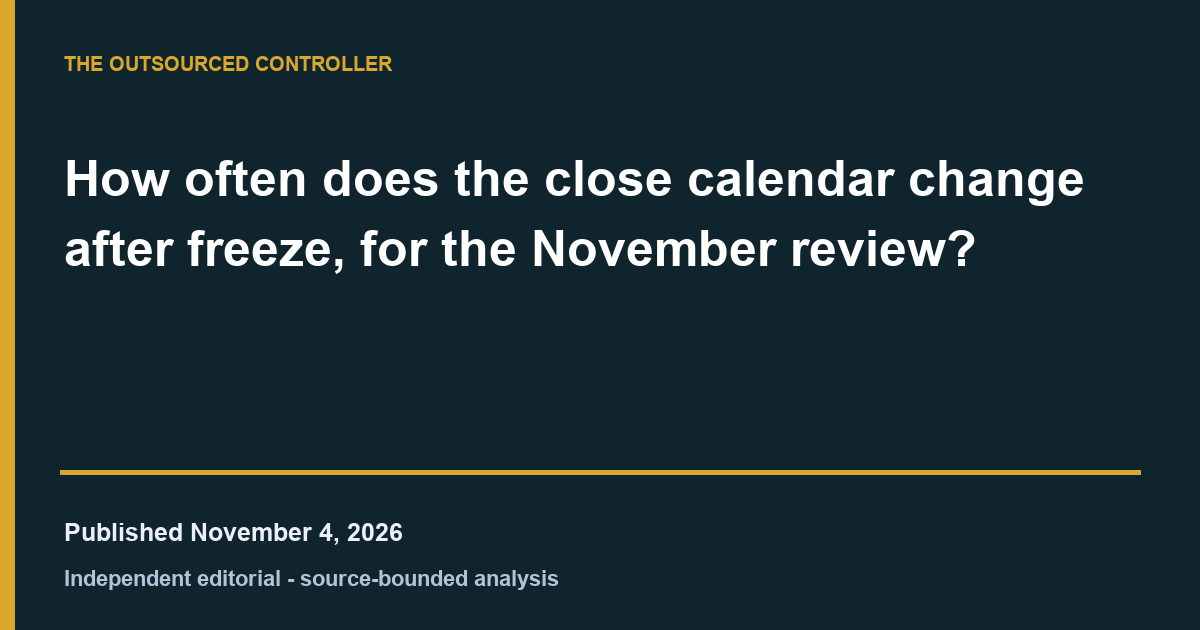 THE OUTSOURCED CONTROLLER
How often does the close calendar change
after freeze, for the November review?
Published November 4, 2026
Independent editorial - source-bounded analysis